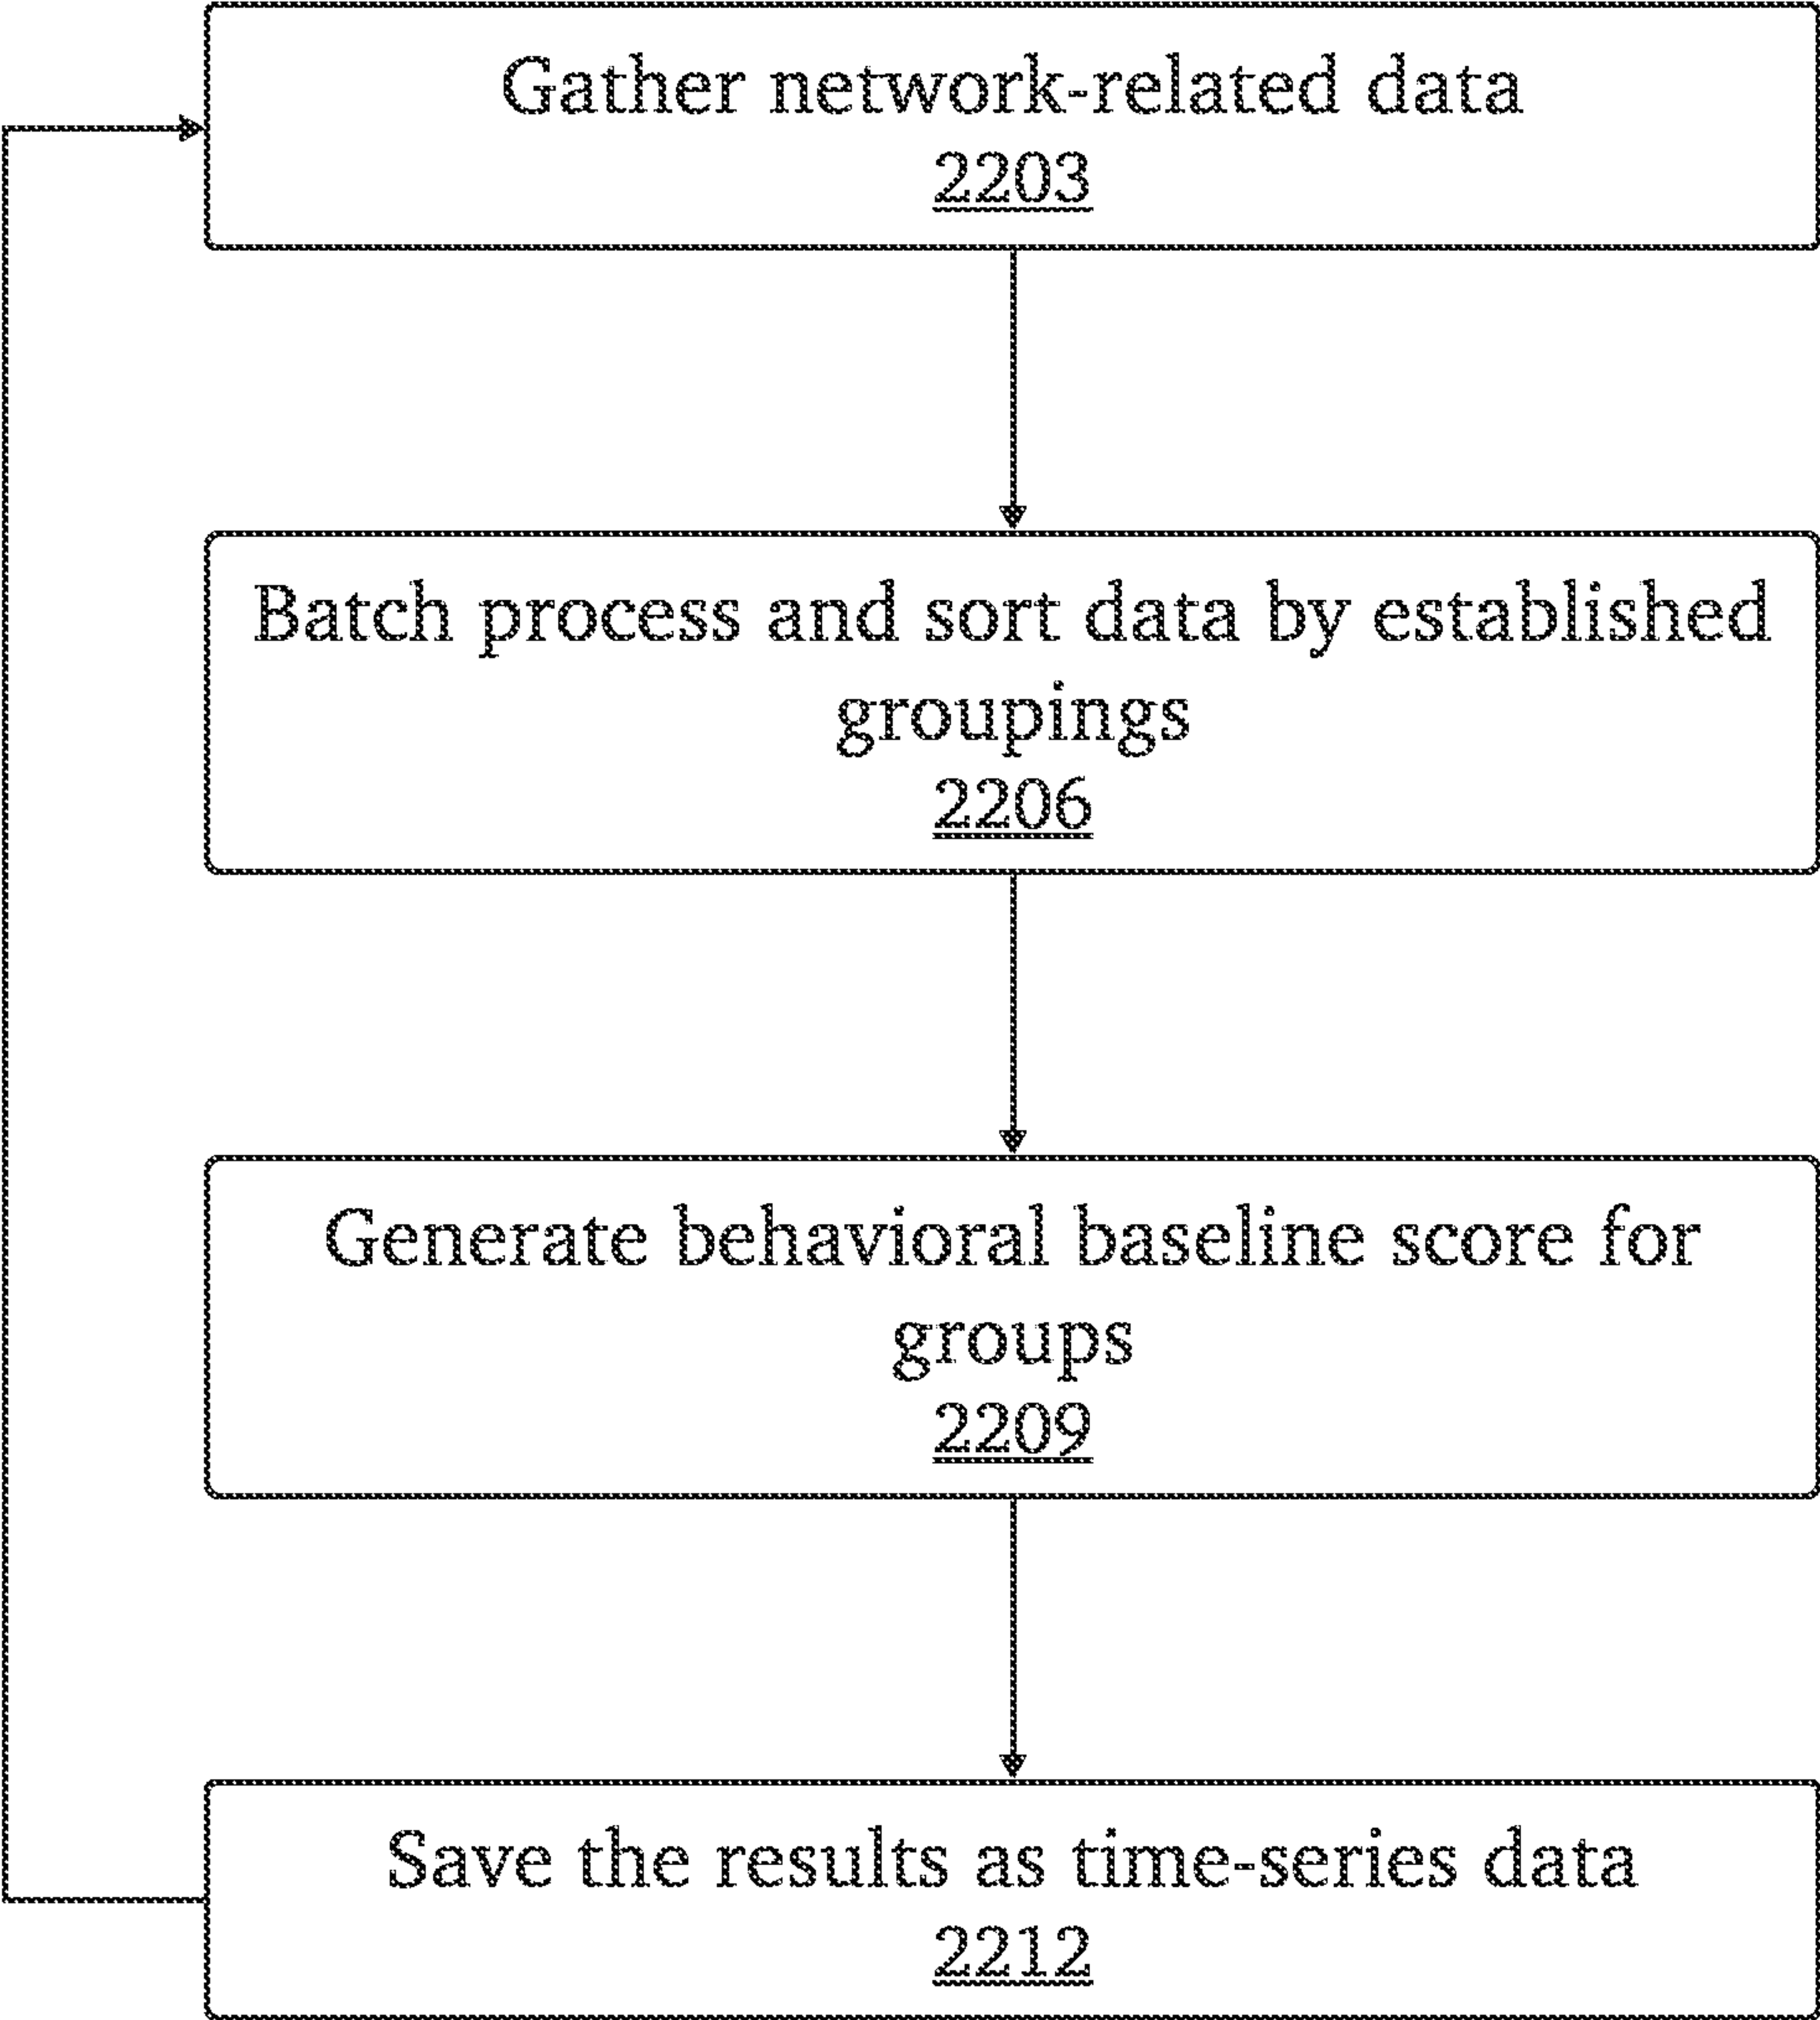 Gather network-related data
2203
Batch process and sort data by established
groupings
2206
Generate behavioral baseline score for
groups
2209
Save the results as time-series data
2212